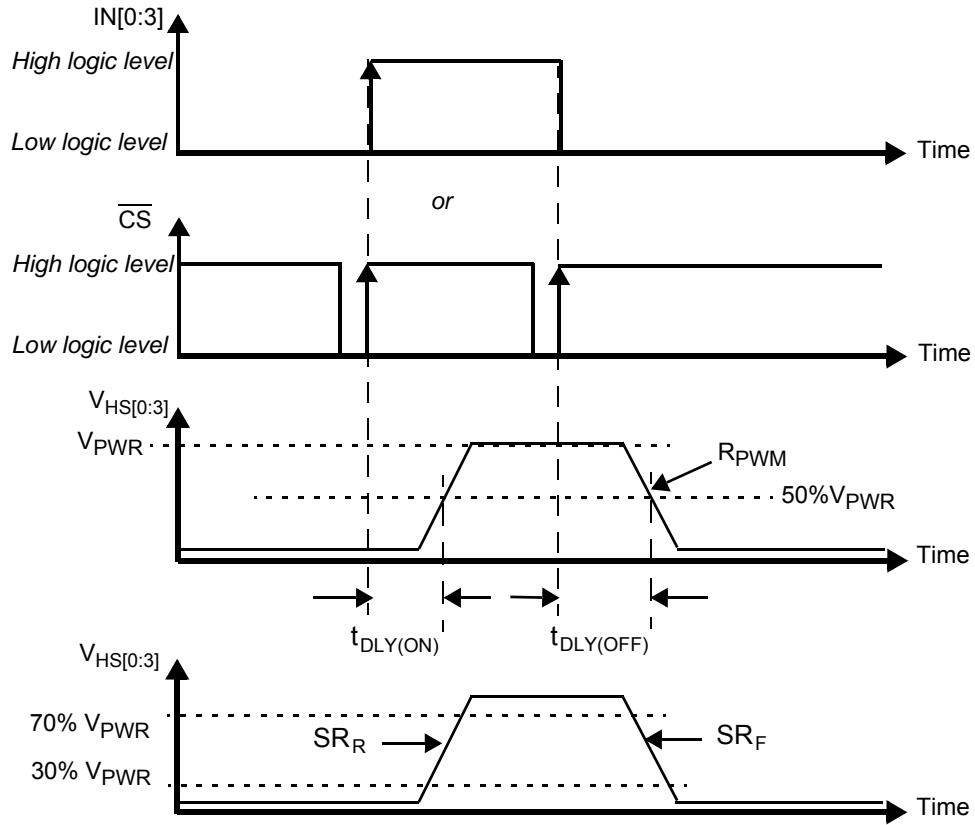 IN[0:3]
High logic level
Low logic level
Time
or
CS
High logic level
Low logic level
Time
VHS[0:3]
VPWR
RPWM
50%VPWR
Time
tDLY(ON)
tDLY(OFF)
VHS[0:3]
70% VPWR
SRR
SRF
30% VPWR
Time